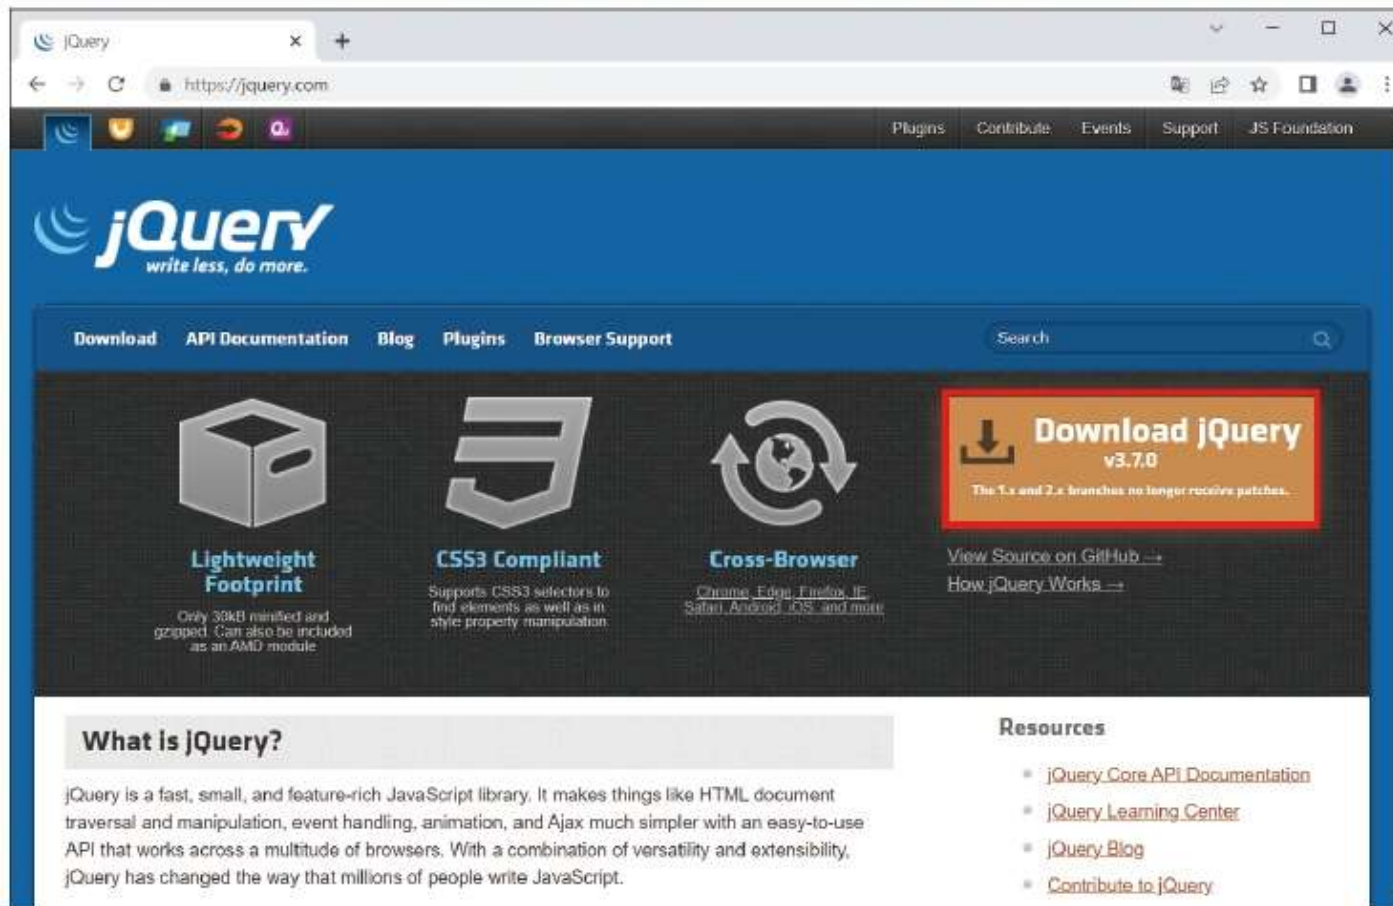 jQuery
https://jquery.com
Plugins Contribute Events Support JS Foundation
jQuery
write less, do more.
Download API Documentation Blog Plugins Browser Support
Search
Download jQuery
v3.7.0
The 1.x and 2.x branches no longer receive patches.
Lightweight
Footprint
Only 30kB minified and
gzipped. Can also be included
as an AMD module
CSS3 Compliant
Supports CSS3 selectors to
find elements as well as in
style property manipulation
Cross-Browser
Chrome, Edge, Firefox, IE,
Safari, Android, iOS, and more
View Source on GitHub →
How jQuery Works →
What is jQuery?
jQuery is a fast, small, and feature-rich JavaScript library. It makes things like HTML document
traversal and manipulation, event handling, animation, and Ajax much simpler with an easy-to-use
API that works across a multitude of browsers. With a combination of versatility and extensibility,
jQuery has changed the way that millions of people write JavaScript.
Resources
jQuery Core API Documentation
jQuery Learning Center
jQuery Blog
Contribute to jQuery